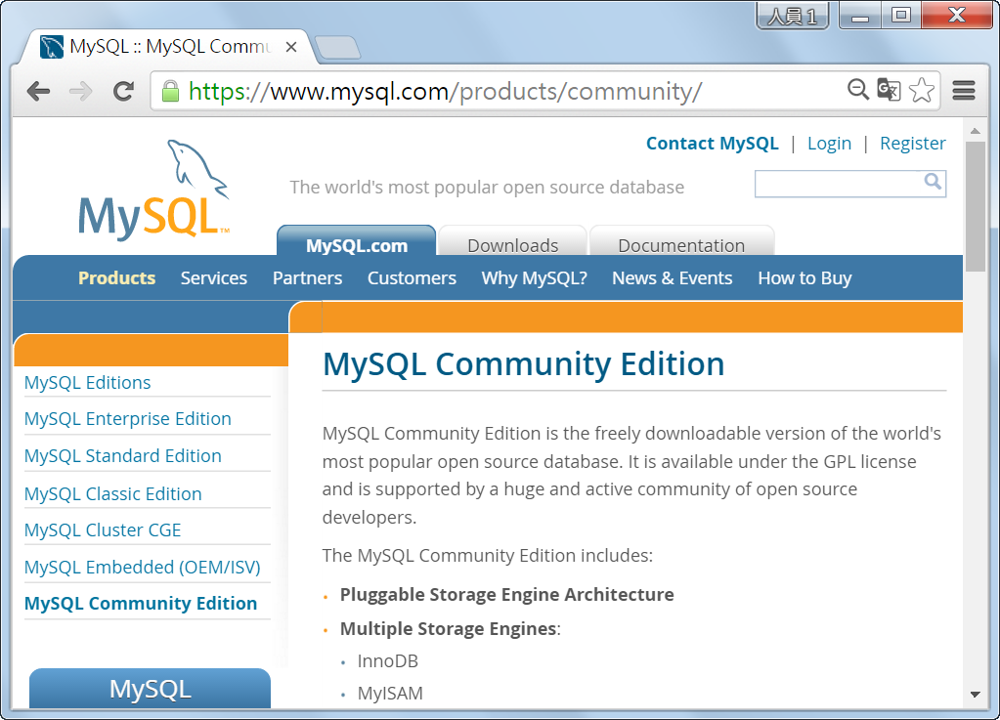 人員 1
MySQL :: MySQL Commu
https://www.mysql.com/products/community/
Contact MySQL | Login | Register
MySQL™
The world's most popular open source database
MySQL.com Downloads Documentation
Products Services Partners Customers Why MySQL? News & Events How to Buy
MySQL Editions
MySQL Enterprise Edition
MySQL Standard Edition
MySQL Classic Edition
MySQL Cluster CGE
MySQL Embedded (OEM/ISV)
MySQL Community Edition
MySQL
MySQL Community Edition
MySQL Community Edition is the freely downloadable version of the world's
most popular open source database. It is available under the GPL license
and is supported by a huge and active community of open source
developers.
The MySQL Community Edition includes:
Pluggable Storage Engine Architecture
Multiple Storage Engines:
InnoDB
MyISAM